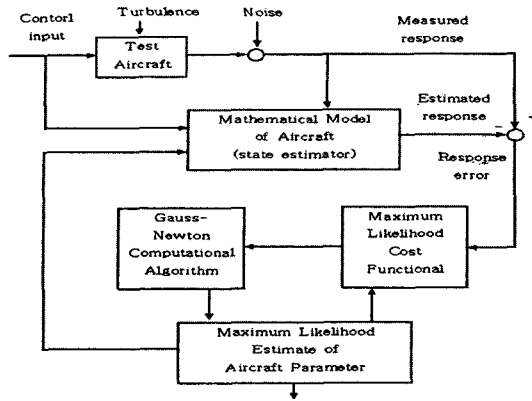 Contorl
input
Turbulence
Noise
Measured
response
Test
Aircraft
Mathematical Model
of Aircraft
(state estimator)
Estimated
response
Response
error
Gauss-
Newton
Computational
Algorithm
Maximum
Likelihood
Cost
Functional
Maximum Likelihood
Estimate of
Aircraft Parameter